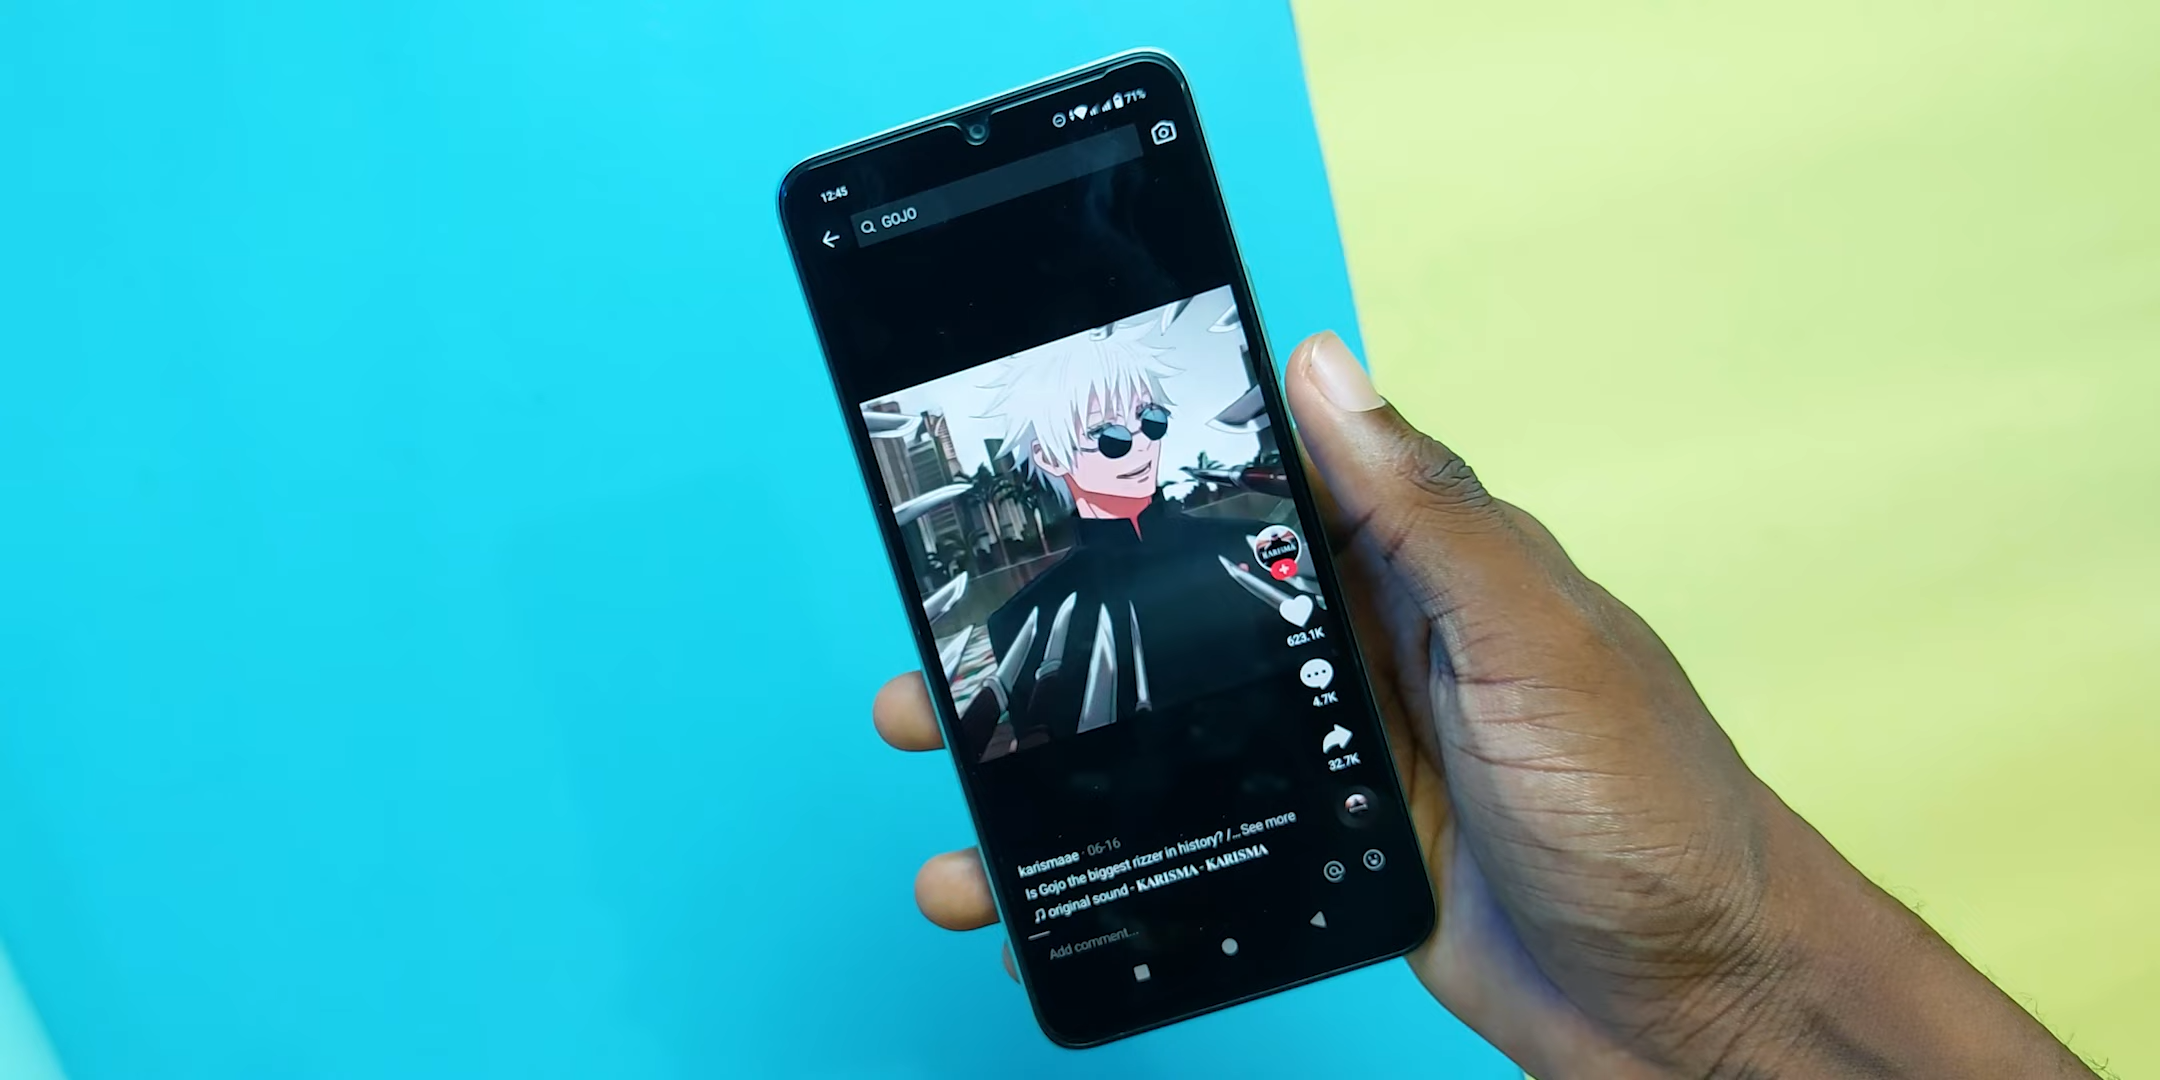 12:45
71%
GOJO
KARISMA
623.1K
4.7K
32.7K
karismaae · 06-16
Is Gojo the biggest rizzer in history? /...See more
original sound - KARISMA - KARISMA
Add comment...